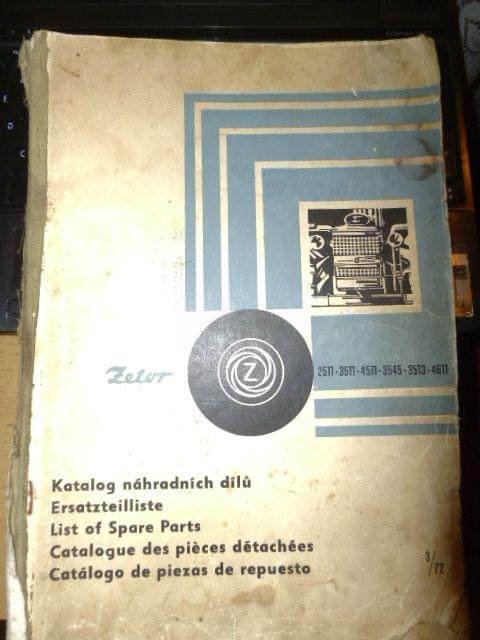 Zetor
Z
2511 - 3511 - 4511 - 3545 - 3513 - 4611
Katalog náhradních dílů
Ersatzteilliste
List of Spare Parts
Catalogue des pièces détachées
Catálogo de piezas de repuesto
3/72